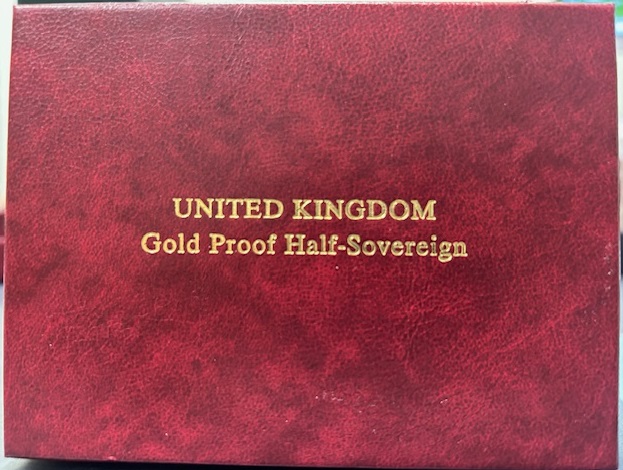 UNITED KINGDOM
Gold Proof Half-Sovereign